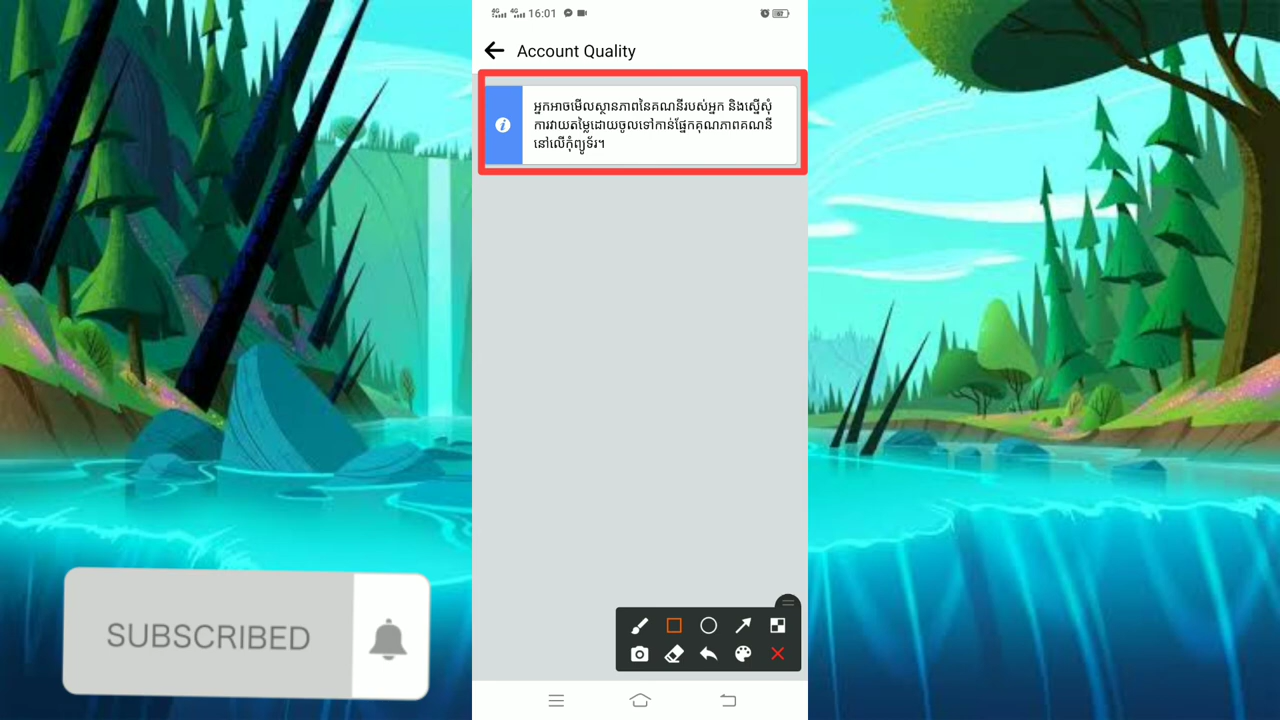 4G 4G 16:01 67
Account Quality
អ្នកអាចមើលស្ថានភាពនៃគណនីរបស់អ្នក និងស្នើសុំ
ការវាយតម្លៃដោយចូលទៅកាន់ផ្នែកគុណភាពគណនី
នៅលើកុំព្យូទ័រ។
SUBSCRIBED